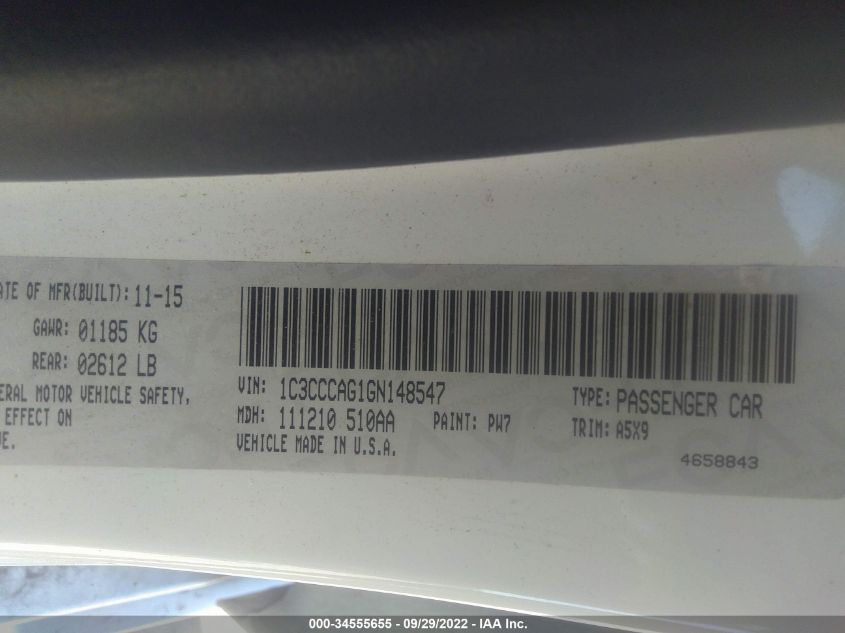 ATE OF MFR(BUILT): 11-15
GAWR: 01185 KG
REAR: 02612 LB
ERAL MOTOR VEHICLE SAFETY,
EFFECT ON
E.
VIN: 1C3CCCAG1GN148547
MDH: 111210 510AA PAINT: PW7
VEHICLE MADE IN U.S.A.
TYPE: PASSENGER CAR
TRIM: A5X9
4658843
000-34555655 - 09/29/2022 - IAA Inc.